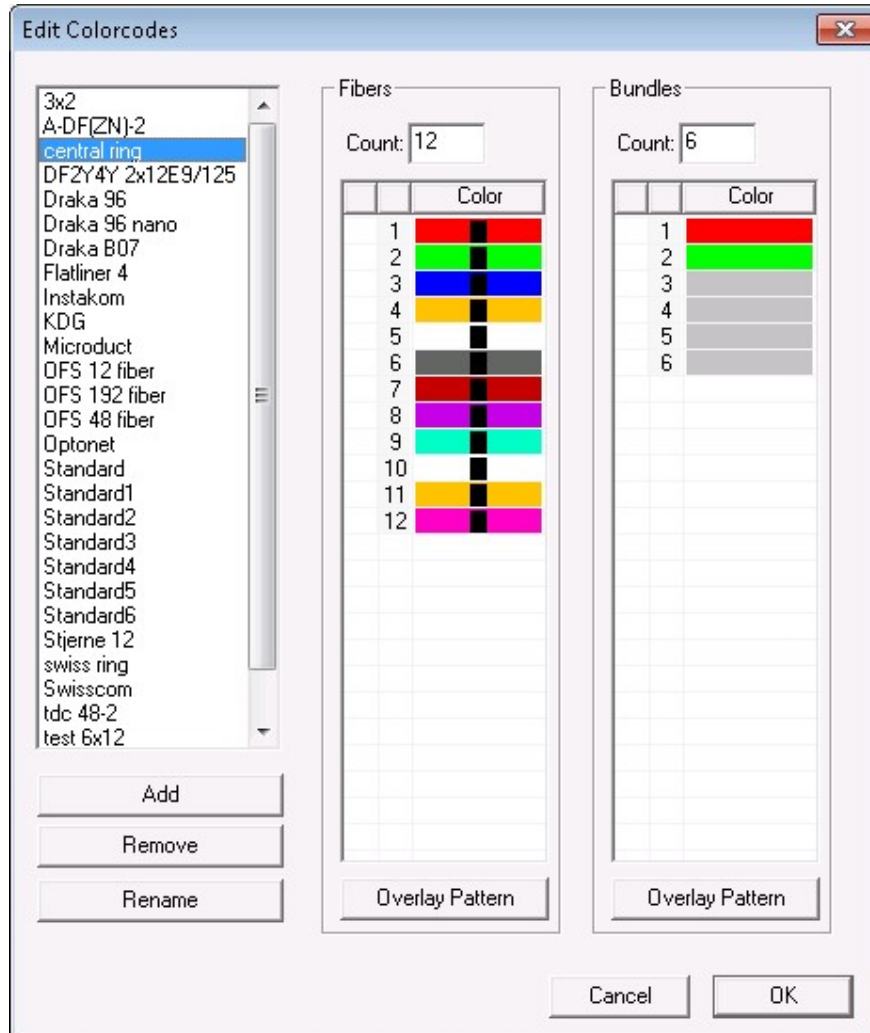 Edit Colorcodes
3x2
A-DF(ZN)-2
central ring
DF2Y4Y 2x12E9/125
Draka 96
Draka 96 nano
Draka B07
Flatliner 4
Instakom
KDG
Microduct
OFS 12 fiber
OFS 192 fiber
OFS 48 fiber
Optonet
Standard
Standard1
Standard2
Standard3
Standard4
Standard5
Standard6
Stjerne 12
swiss ring
Swisscom
tdc 48-2
test 6x12
Add
Remove
Rename
Fibers
Count: 12
Color
1
2
3
4
5
6
7
8
9
10
11
12
Overlay Pattern
Bundles
Count: 6
Color
1
2
3
4
5
6
Overlay Pattern
Cancel
OK